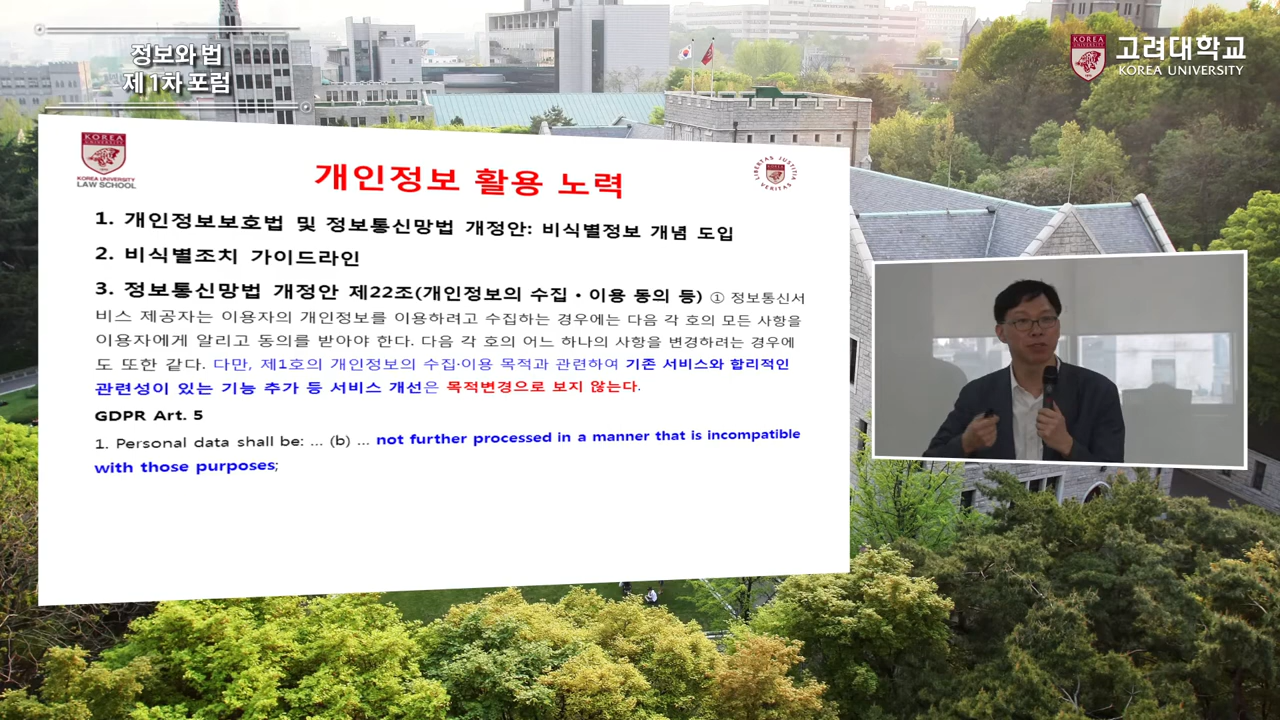 정보와 법
제 1차 포럼
KOREA
고려대학교
KOREA UNIVERSITY
KOREA
KOREA UNIVERSITY
LAW SCHOOL
LIBERTAS JUSTITIA VERITAS
개인정보 활용 노력
1. 개인정보보호법 및 정보통신망법 개정안: 비식별정보 개념 도입
2. 비식별조치 가이드라인
3. 정보통신망법 개정안 제22조(개인정보의 수집·이용 동의 등) ① 정보통신서
비스 제공자는 이용자의 개인정보를 이용하려고 수집하는 경우에는 다음 각 호의 모든 사항을
이용자에게 알리고 동의를 받아야 한다. 다음 각 호의 어느 하나의 사항을 변경하려는 경우에
도 또한 같다. 다만, 제1호의 개인정보의 수집·이용 목적과 관련하여 기존 서비스와 합리적인
관련성이 있는 기능 추가 등 서비스 개선은 목적변경으로 보지 않는다.
GDPR Art. 5
1. Personal data shall be: ... (b) ... not further processed in a manner that is incompatible
with those purposes;